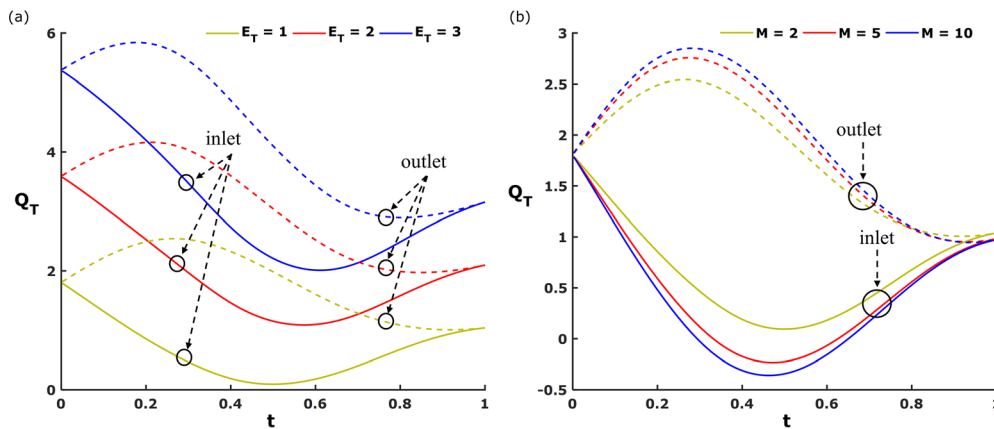 (a)
E_T = 1 E_T = 2 E_T = 3
6
4
2
0
Q_T
inlet
outlet
0 0.2 0.4 0.6 0.8 1
t
(b)
M = 2 M = 5 M = 10
3
2.5
2
1.5
1
0.5
0
-0.5
Q_T
outlet
inlet
0 0.2 0.4 0.6 0.8 1
t